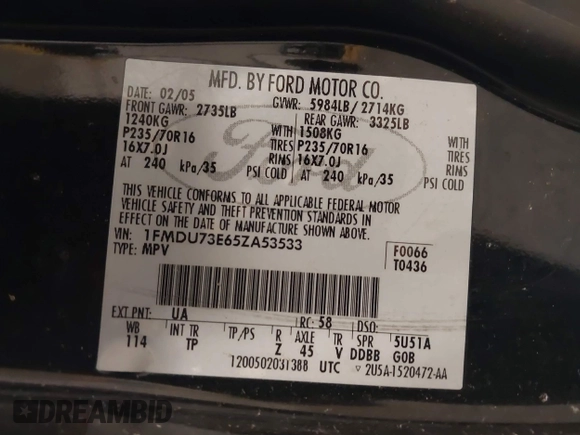 MFD. BY FORD MOTOR CO.
DATE: 02/05 GVWR: 5984LB/ 2714KG
FRONT GAWR: 2735LB REAR GAWR: 3325LB
1240KG WITH 1508KG WITH
P235/70R16 TIRES P235/70R16 TIRES
16X7.0J RIMS 16X7.0J RIMS
AT 240 kPa/35 PSI COLD AT 240 kPa/35 PSI COLD
THIS VEHICLE CONFORMS TO ALL APPLICABLE FEDERAL MOTOR
VEHICLE SAFETY AND THEFT PREVENTION STANDARDS IN
EFFECT ON THE DATE OF MANUFACTURE SHOWN ABOVE.
VIN: 1FMDU73E65ZA53533 F0066
TYPE: MPV T0436
EXT PNT: UA RC: 58 DSO:
WB INT TR TP/PS R AXLE TR SPR 5U51A
114 TP Z 45 V DDBB GOB
1200502031388 UTC ▽ 2U5A-1520472-AA
Ford
DREAMBID